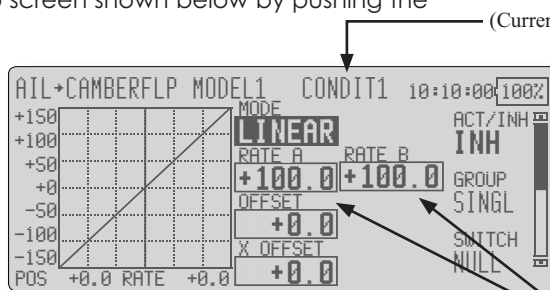 screen shown below by pushing the
(Curren
AIL→CAMBERFLP MODEL1 CONDIT1 10:10:00 100%
+150
+100
+50
+0
-50
-100
-150
POS +0.0 RATE +0.0
MODE
LINEAR
RATE A RATE B
+100.0 +100.0
OFFSET
+0.0
X OFFSET
+0.0
ACT/INH
INH
GROUP
SINGL
SWITCH
NULL